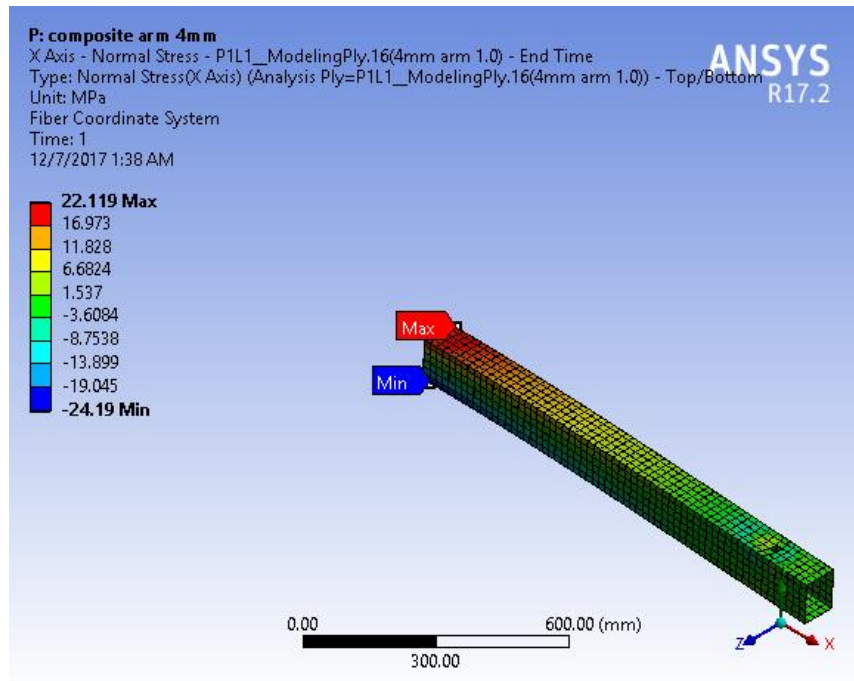 P: composite arm 4mm
X Axis - Normal Stress - P1L1__ModelingPly.16(4mm arm 1.0) - End Time
Type: Normal Stress(X Axis) (Analysis Ply=P1L1__ModelingPly.16(4mm arm 1.0)) - Top/Bottom
Unit: MPa
Fiber Coordinate System
Time: 1
12/7/2017 1:38 AM
ANSYS
R17.2
22.119 Max
16.973
11.828
6.6824
1.537
-3.6084
-8.7538
-13.899
-19.045
-24.19 Min
Max
Min
0.00
600.00 (mm)
300.00
Z
X